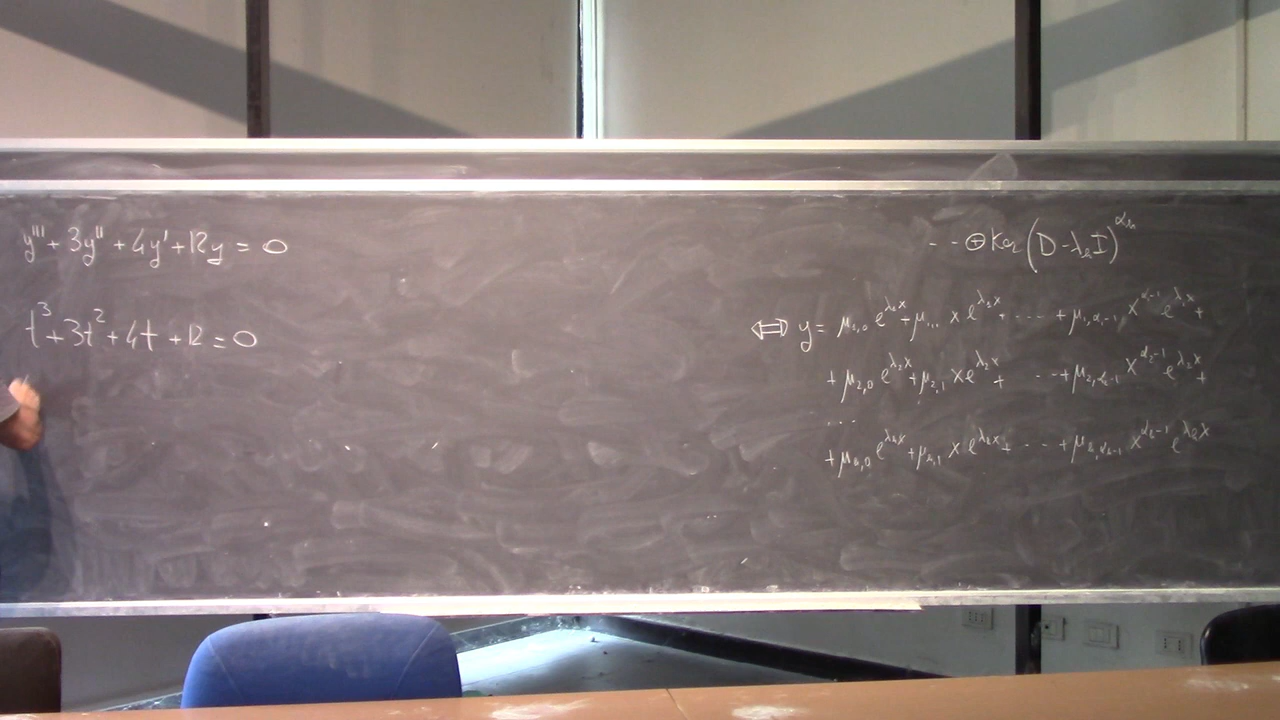 y''' + 3y'' + 4y' + 12y = 0
t³ + 3t² + 4t + 12 = 0
- - ⊕ Ker (D - λₖI)^αₖ
⟺ y = μ₁,₀ e^λ₁x + μ₁,₁ x e^λ₁x + ... + μ₁,α₁₋₁ x^α₁-1 e^λ₁x +
+ μ₂,₀ e^λ₂x + μ₂,₁ x e^λ₂x + ... + μ₂,α₂₋₁ x^α₂-1 e^λ₂x +
...
+ μₖ,₀ e^λₖx + μₖ,₁ x e^λₖx + ... + μₖ,αₖ₋₁ x^αₖ-1 e^λₖx